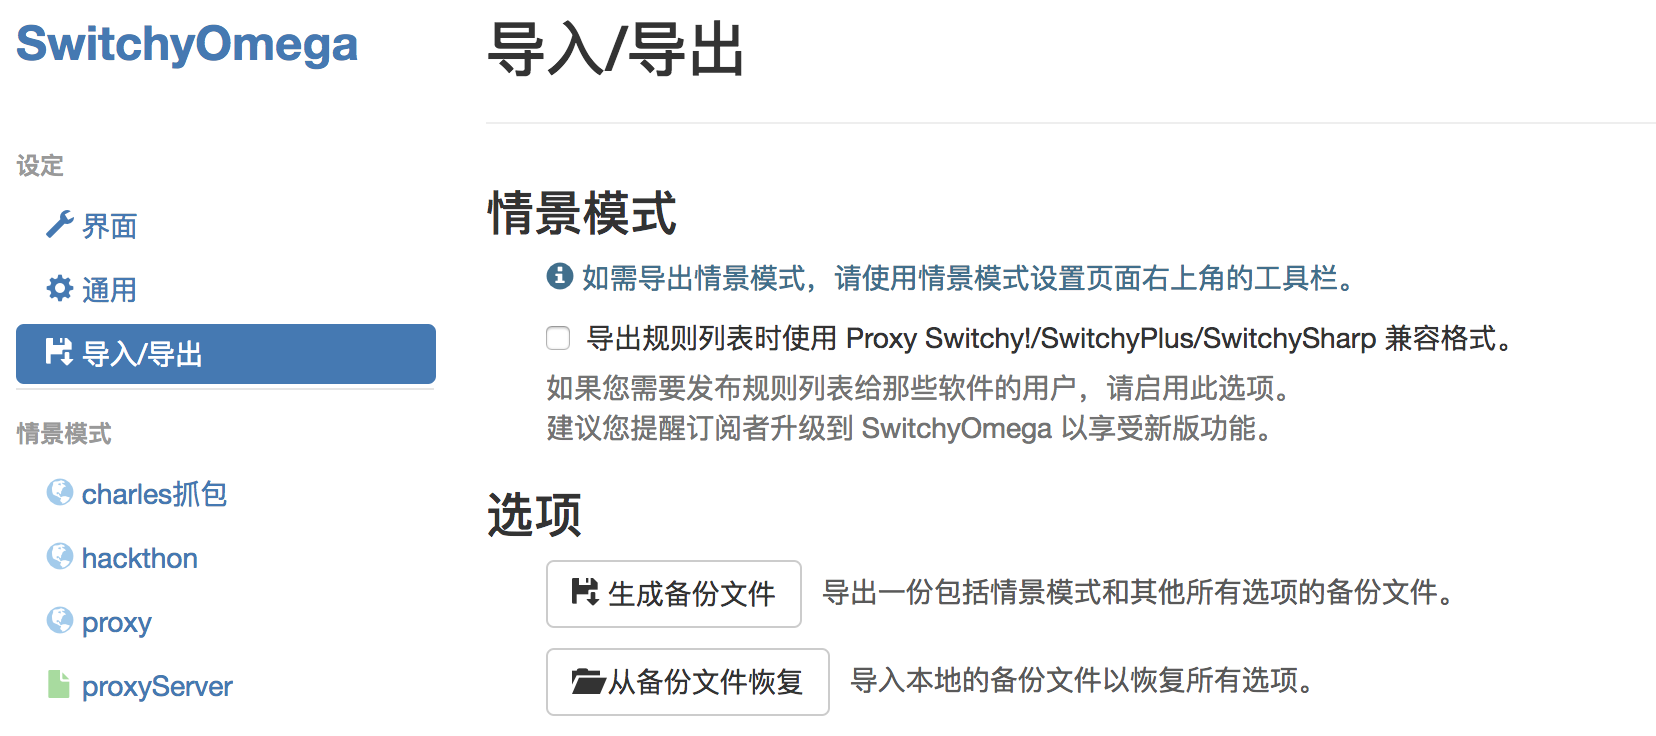 SwitchyOmega
设定
界面
通用
导入/导出
情景模式
charles抓包
hackthon
proxy
proxyServer
导入/导出
情景模式
如需导出情景模式，请使用情景模式设置页面右上角的工具栏。
导出规则列表时使用 Proxy Switchy!/SwitchyPlus/SwitchySharp 兼容格式。
如果您需要发布规则列表给那些软件的用户，请启用此选项。
建议您提醒订阅者升级到 SwitchyOmega 以享受新版功能。
选项
生成备份文件 导出一份包括情景模式和其他所有选项的备份文件。
从备份文件恢复 导入本地的备份文件以恢复所有选项。